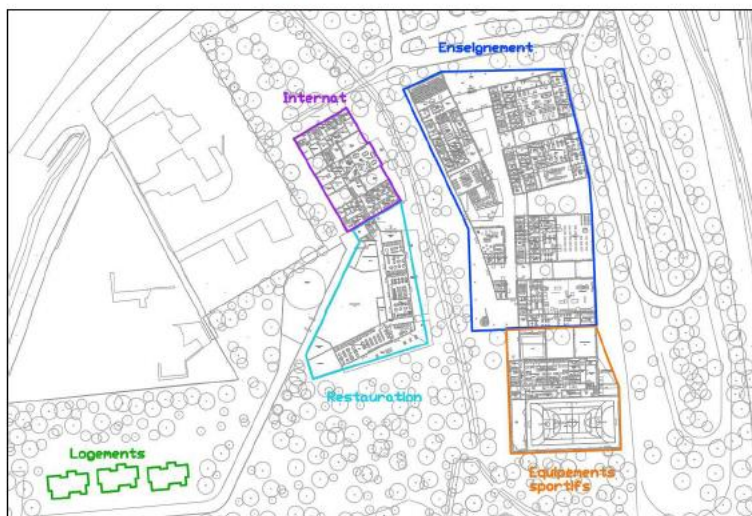 Enseignement
Internat
Restauration
Logements
Equipements
sportifs